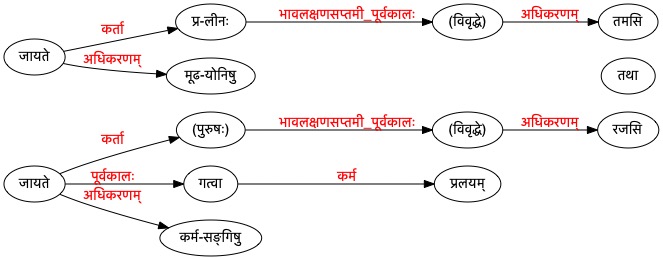 कर्ता प्र-लीनः भावलक्षणसप्तमी_पूर्वकालः (विवृद्धे) अधिकरणम् तमसि
जायते
अधिकरणम् मूढ-योनिषु तथा
कर्ता (पुरुषः) भावलक्षणसप्तमी_पूर्वकालः (विवृद्धे) अधिकरणम् रजसि
जायते पूर्वकालः गत्वा कर्म प्रलयम्
अधिकरणम्
कर्म-सङ्गिषु